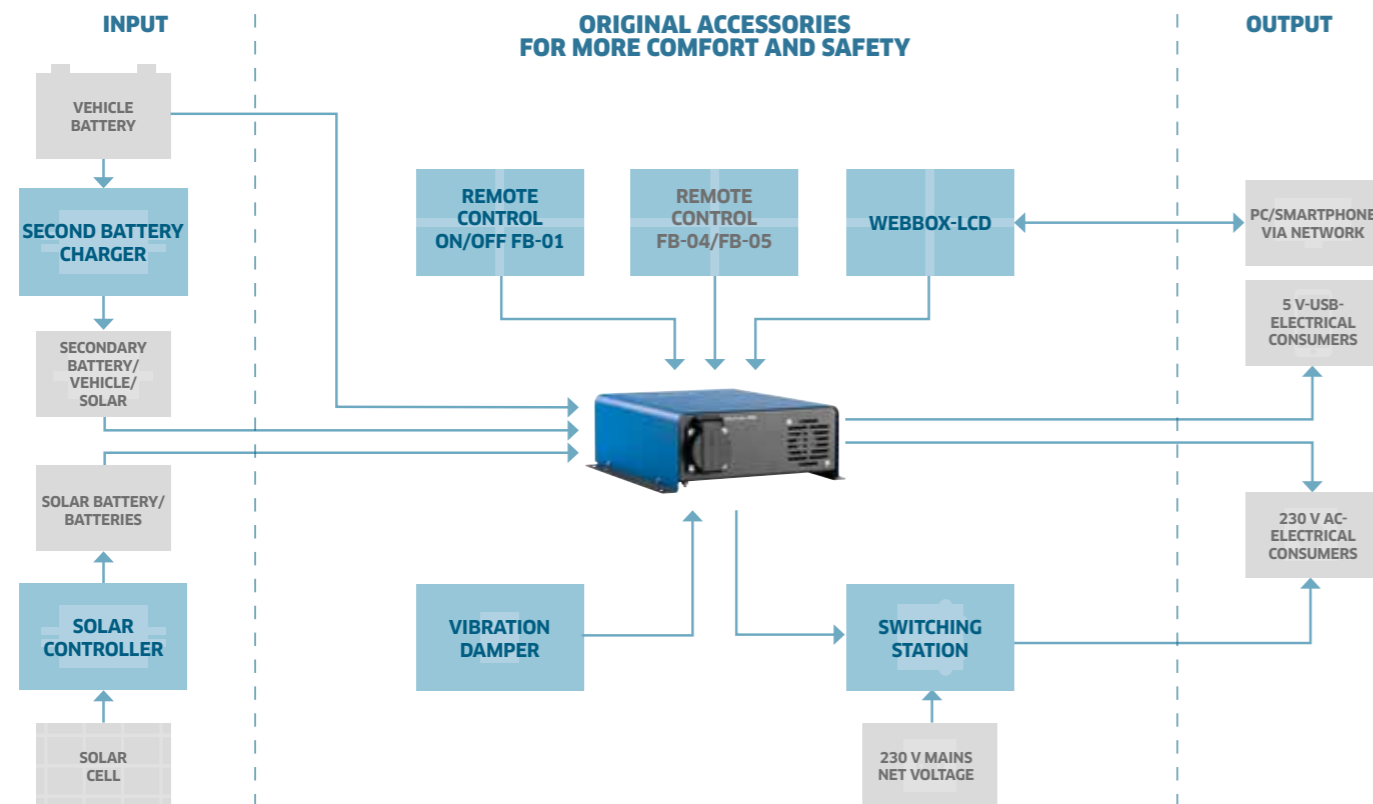 INPUT
ORIGINAL ACCESSORIES
FOR MORE COMFORT AND SAFETY
OUTPUT
VEHICLE
BATTERY
SECOND BATTERY
CHARGER
SECONDARY
BATTERY/
VEHICLE/
SOLAR
SOLAR BATTERY/
BATTERIES
SOLAR
CONTROLLER
SOLAR
CELL
REMOTE
CONTROL
ON/OFF FB-01
REMOTE
CONTROL
FB-04/FB-05
WEBBOX-LCD
VIBRATION
DAMPER
SWITCHING
STATION
230 V MAINS
NET VOLTAGE
PC/SMARTPHONE
VIA NETWORK
5 V-USB-
ELECTRICAL
CONSUMERS
230 V AC-
ELECTRICAL
CONSUMERS